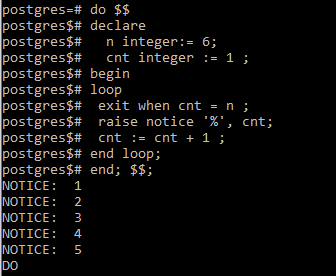 postgres=# do $$
postgres$# declare
postgres$#   n integer:= 6;
postgres$#   cnt integer := 1 ;
postgres$# begin
postgres$# loop
postgres$#  exit when cnt = n ;
postgres$#  raise notice '%', cnt;
postgres$#  cnt := cnt + 1 ;
postgres$# end loop;
postgres$# end; $$;
NOTICE:  1
NOTICE:  2
NOTICE:  3
NOTICE:  4
NOTICE:  5
DO